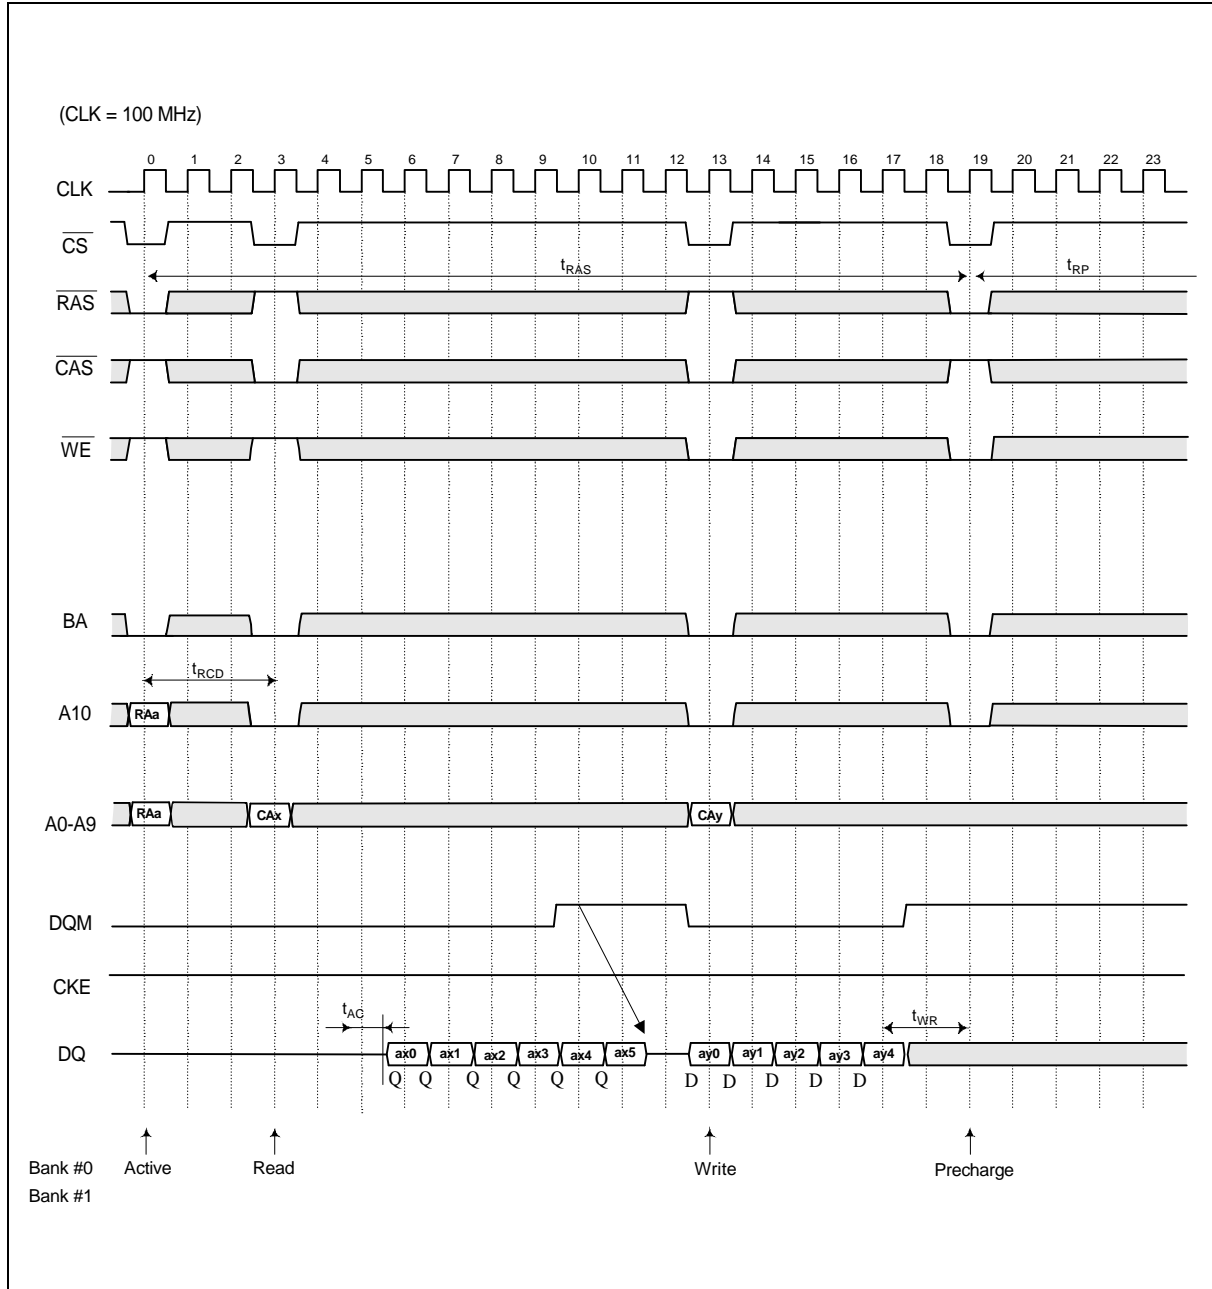 (CLK = 100 MHz)
0 1 2 3 4 5 6 7 8 9 10 11 12 13 14 15 16 17 18 19 20 21 22 23
CLK
CS
tRAS tRP
RAS
CAS
WE
BA
tRCD
A10 RAa
A0-A9 RAa CAx CAy
DQM
CKE
tAC tWR
DQ ax0 ax1 ax2 ax3 ax4 ax5 ay0 ay1 ay2 ay3 ay4
Q Q Q Q Q Q D D D D D
Bank #0 Active Read Write Precharge
Bank #1